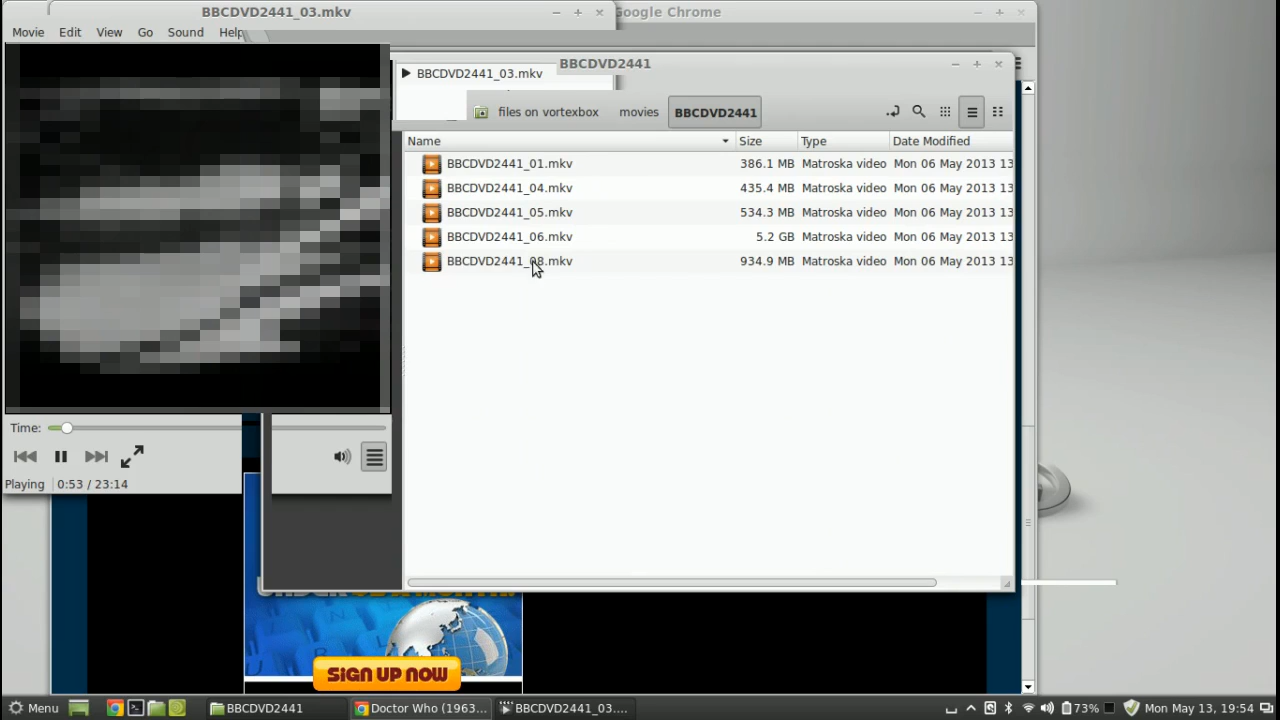 BBCDVD2441_03.mkv
Google Chrome
Movie Edit View Go Sound Help
BBCDVD2441
BBCDVD2441_03.mkv
files on vortexbox movies BBCDVD2441
Name Size Type Date Modified
BBCDVD2441_01.mkv 386.1 MB Matroska video Mon 06 May 2013 13
BBCDVD2441_04.mkv 435.4 MB Matroska video Mon 06 May 2013 13
BBCDVD2441_05.mkv 534.3 MB Matroska video Mon 06 May 2013 13
BBCDVD2441_06.mkv 5.2 GB Matroska video Mon 06 May 2013 13
BBCDVD2441_08.mkv 934.9 MB Matroska video Mon 06 May 2013 13
Time:
Playing 0:53 / 23:14
SIGN UP NOW
Menu BBCDVD2441 Doctor Who (1963... BBCDVD2441_03.... 73% Mon May 13, 19:54